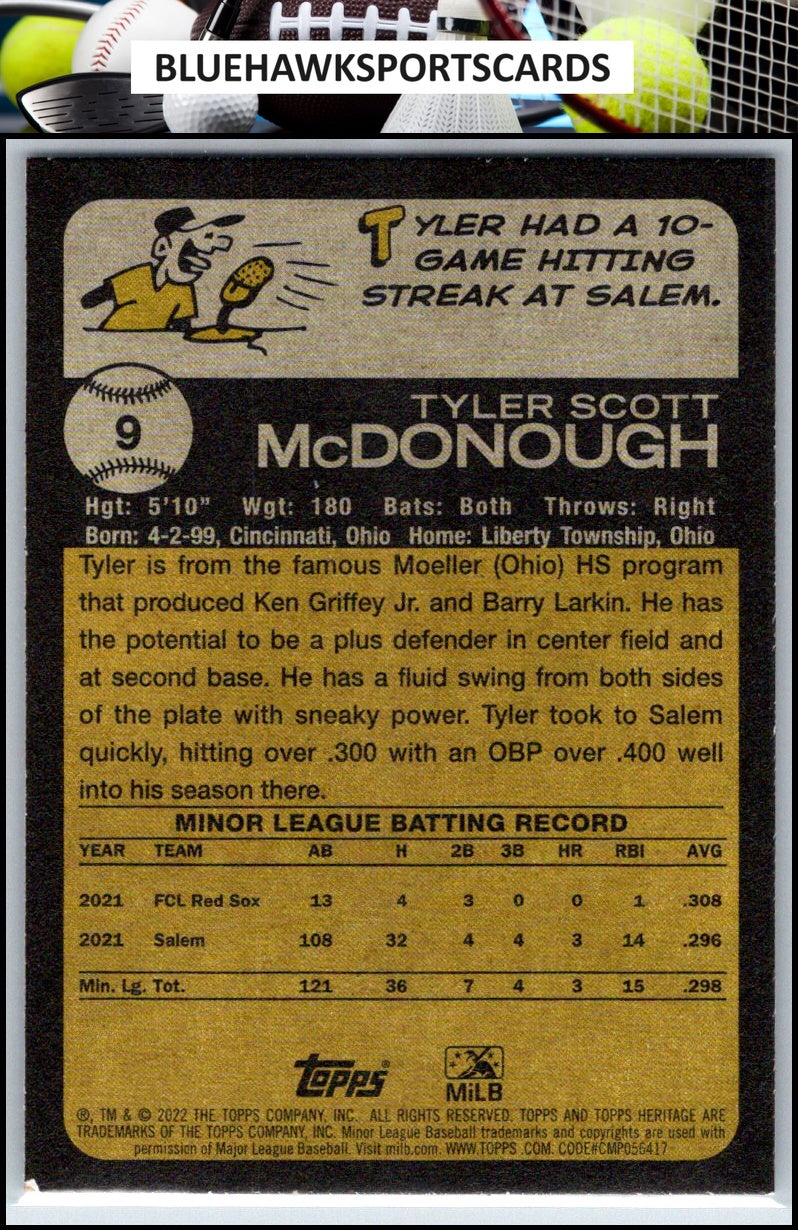 BLUEHAWKSPORTSCARDS
TYLER HAD A 10-
GAME HITTING
STREAK AT SALEM.
9
TYLER SCOTT
McDONOUGH
Hgt: 5'10" Wgt: 180 Bats: Both Throws: Right
Born: 4-2-99, Cincinnati, Ohio Home: Liberty Township, Ohio
Tyler is from the famous Moeller (Ohio) HS program
that produced Ken Griffey Jr. and Barry Larkin. He has
the potential to be a plus defender in center field and
at second base. He has a fluid swing from both sides
of the plate with sneaky power. Tyler took to Salem
quickly, hitting over .300 with an OBP over .400 well
into his season there.
MINOR LEAGUE BATTING RECORD
YEAR TEAM AB H 2B 3B HR RBI AVG
2021 FCL Red Sox 13 4 3 0 0 1 .308
2021 Salem 108 32 4 4 3 14 .296
Min. Lg. Tot. 121 36 7 4 3 15 .298
Topps®
MiLB
®, TM & © 2022 THE TOPPS COMPANY, INC. ALL RIGHTS RESERVED. TOPPS AND TOPPS HERITAGE ARE
TRADEMARKS OF THE TOPPS COMPANY, INC. Minor League Baseball trademarks and copyrights are used with
permission of Major League Baseball. Visit milb.com. WWW.TOPPS .COM. CODE#CMP056417